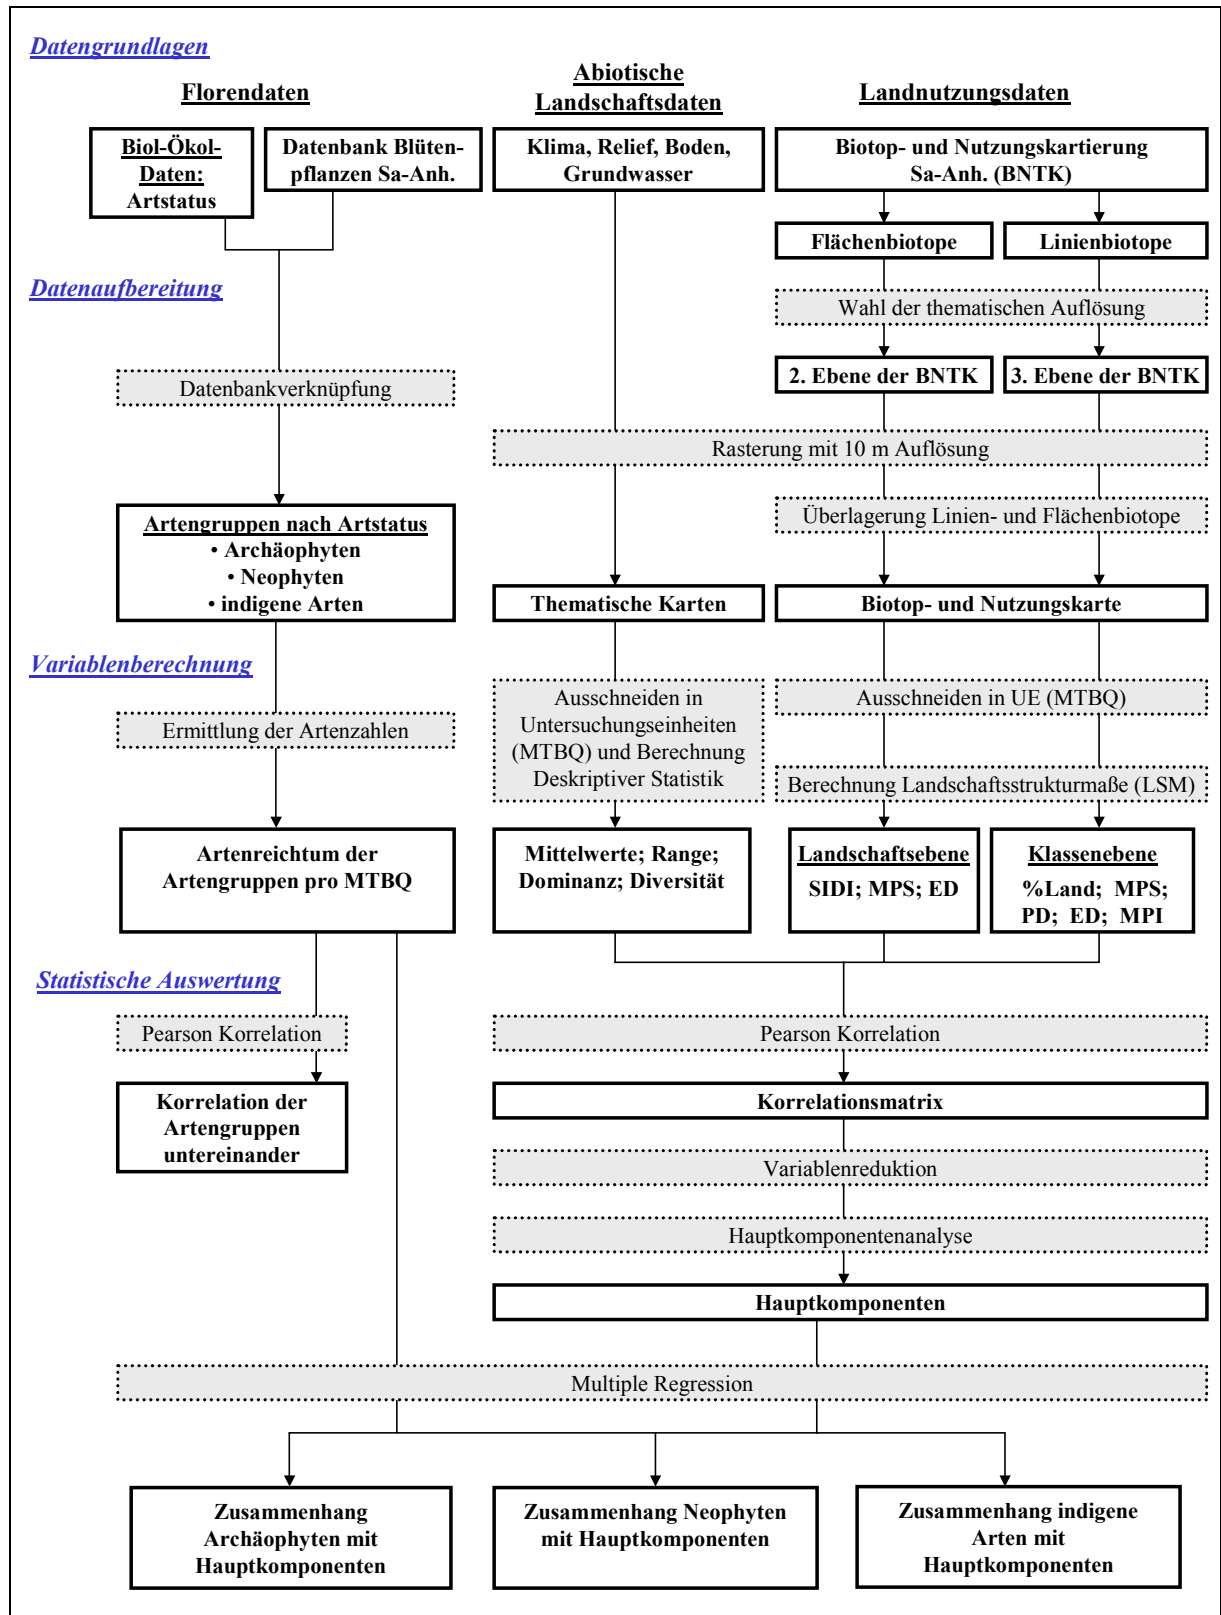 Datengrundlagen
Florendaten
Abiotische
Landschaftsdaten
Landnutzungsdaten
Biol-Ökol-
Daten:
Artstatus
Datenbank Blüten-
pflanzen Sa-Anh.
Klima, Relief, Boden,
Grundwasser
Biotop- und Nutzungskartierung
Sa-Anh. (BNTK)
Flächenbiotope
Linienbiotope
Datenaufbereitung
Wahl der thematischen Auflösung
2. Ebene der BNTK
3. Ebene der BNTK
Datenbankverknüpfung
Rasterung mit 10 m Auflösung
Artengruppen nach Artstatus
• Archäophyten
• Neophyten
• indigene Arten
Überlagerung Linien- und Flächenbiotope
Thematische Karten
Biotop- und Nutzungskarte
Variablenberechnung
Ermittlung der Artenzahlen
Ausschneiden in
Untersuchungseinheiten
(MTBQ) und Berechnung
Deskriptiver Statistik
Ausschneiden in UE (MTBQ)
Berechnung Landschaftsstrukturmaße (LSM)
Artenreichtum der
Artengruppen pro MTBQ
Mittelwerte; Range;
Dominanz; Diversität
Landschaftsebene
SIDI; MPS; ED
Klassenebene
%Land; MPS;
PD; ED; MPI
Statistische Auswertung
Pearson Korrelation
Pearson Korrelation
Korrelation der
Artengruppen
untereinander
Korrelationsmatrix
Variablenreduktion
Hauptkomponentenanalyse
Hauptkomponenten
Multiple Regression
Zusammenhang
Archäophyten mit
Hauptkomponenten
Zusammenhang Neophyten
mit Hauptkomponenten
Zusammenhang indigene
Arten mit
Hauptkomponenten